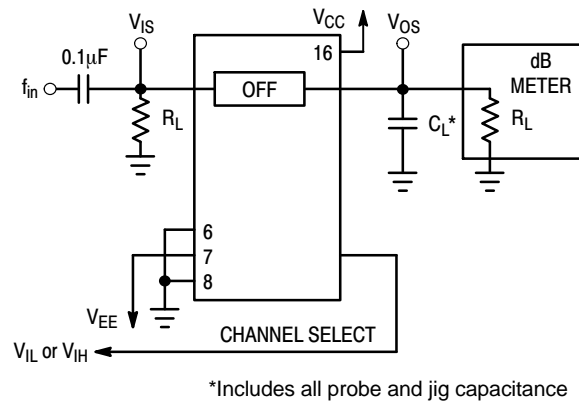 V_CC
V_IS
V_OS
16
0.1µF
dB
METER
f_in
OFF
R_L
C_L*
R_L
6
7
8
V_EE
CHANNEL SELECT
V_IL or V_IH
*Includes all probe and jig capacitance